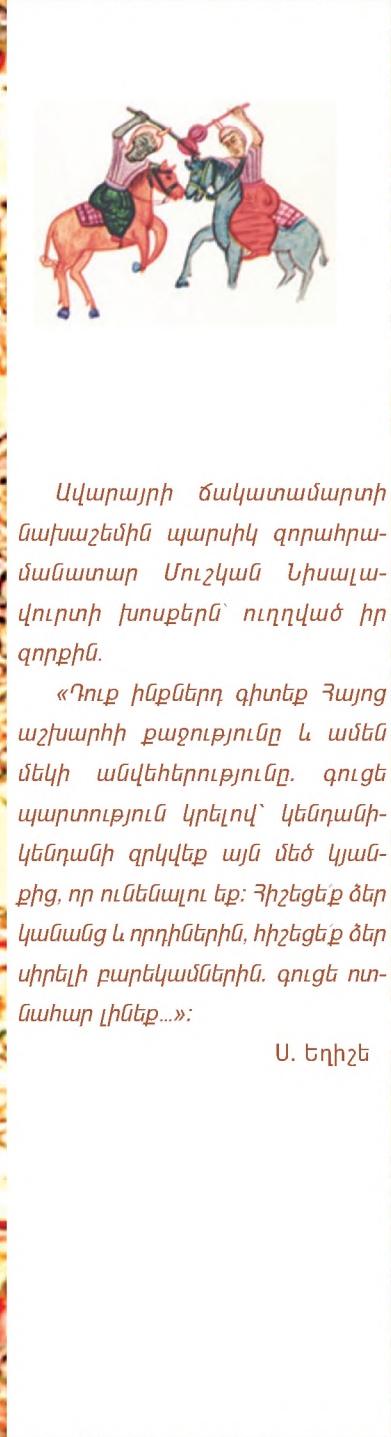 Ավարայրի ճակատամարտի
նախաշեմին պարսիկ զորահրա-
մանատար Մուշկան Նիսալա-
վուրտի խոսքերն՝ ուղղված իր
զորքին.
«Դուք ինքներդ գիտեք Հայոց
աշխարհի քաջությունը և ամեն
մեկի անվեհերությունը. գուցե
պարտություն կրելով՝ կենդանի-
կենդանի զրկվեք այն մեծ կյան-
քից, որ ունենալու եք: Հիշեցե՛ք ձեր
կանանց և որդիներին, հիշեցե՛ք ձեր
սիրելի բարեկամներին. գուցե ոտ-
նահար լինեք...»:
Ս. Եղիշե